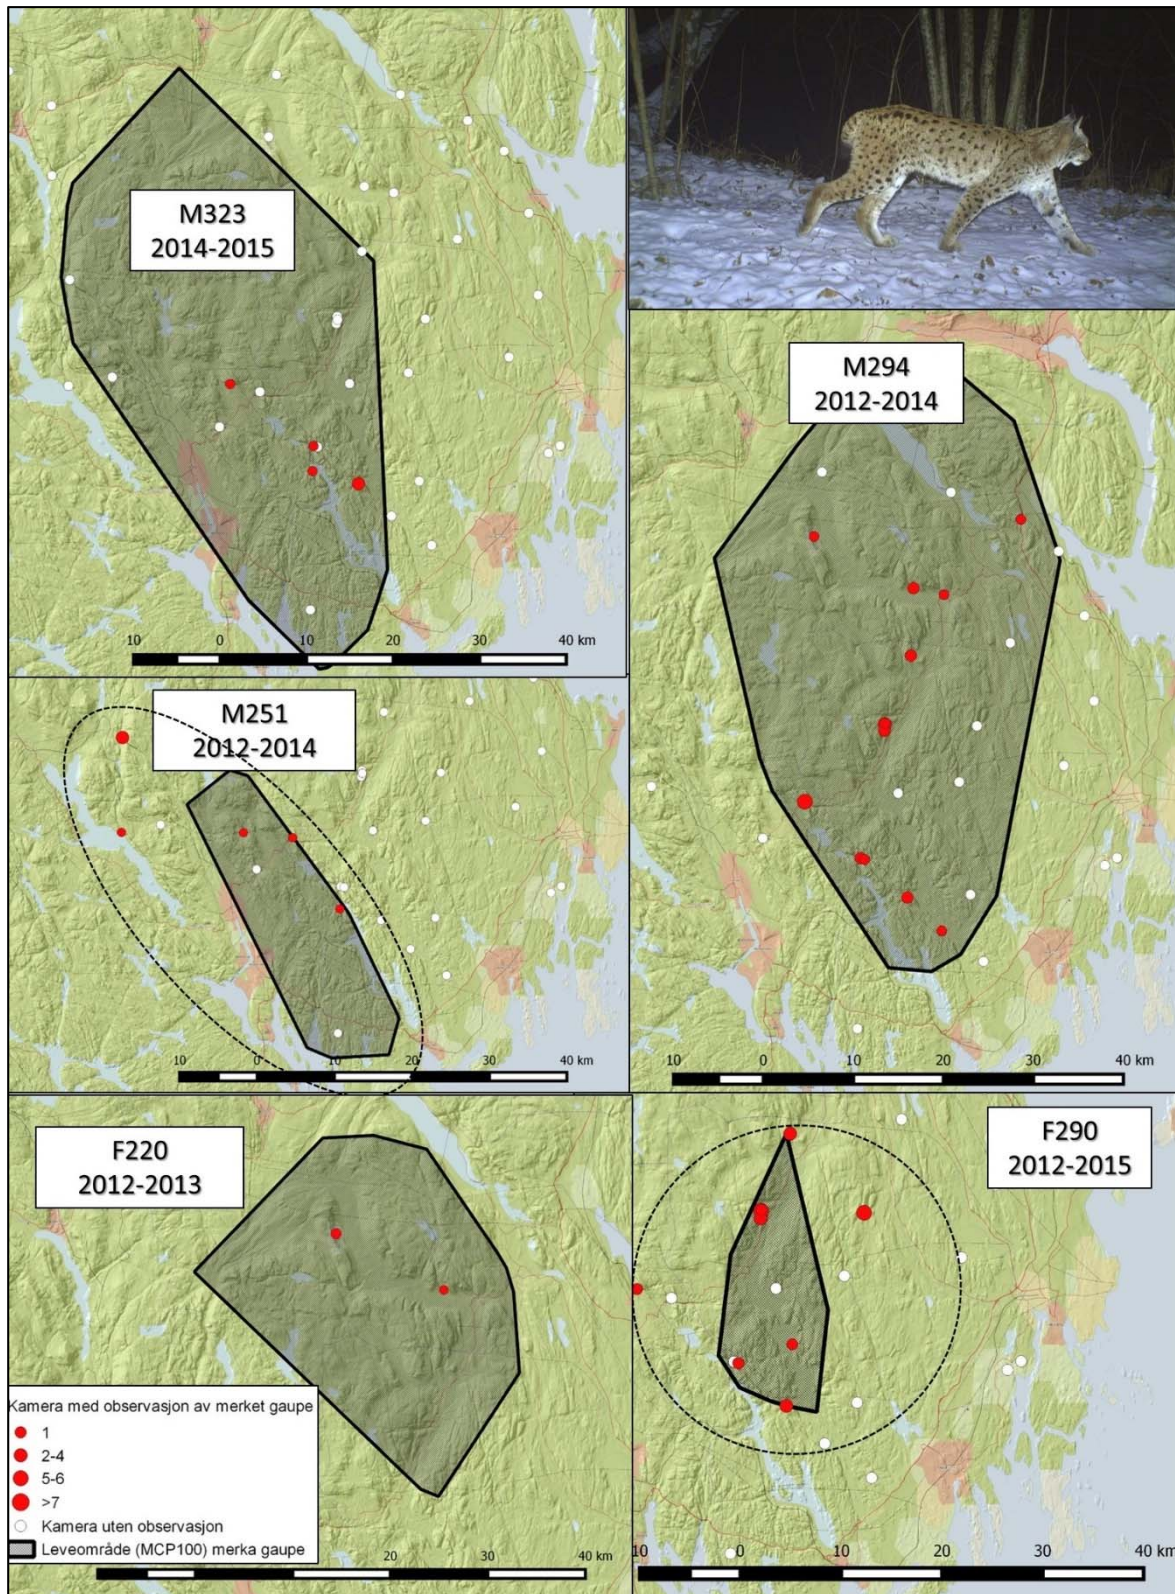 M323
2014-2015
10 0 10 20 30 40 km
M294
2012-2014
10 0 10 20 30 40 km
M251
2012-2014
10 0 10 20 30 40 km
F220
2012-2013
Kamera med observasjon av merket gaupe
1
2-4
5-6
>7
Kamera uten observasjon
Leveområde (MCP100) merka gaupe
10 20 30 40 km
F290
2012-2015
10 0 10 20 30 40 km